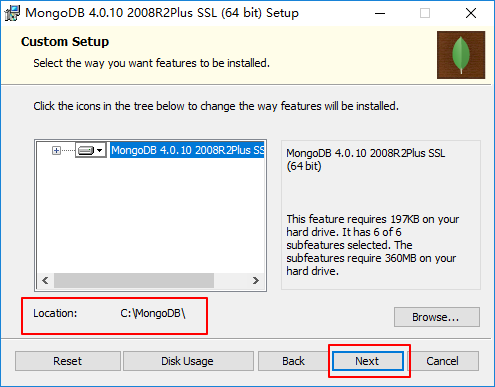 MongoDB 4.0.10 2008R2Plus SSL (64 bit) Setup
Custom Setup
Select the way you want features to be installed.
Click the icons in the tree below to change the way features will be installed.
MongoDB 4.0.10 2008R2Plus SS
MongoDB 4.0.10 2008R2Plus SSL
(64 bit)
This feature requires 197KB on your
hard drive. It has 6 of 6
subfeatures selected. The
subfeatures require 360MB on your
hard drive.
Location: C:\MongoDB\
Browse...
Reset Disk Usage Back Next Cancel